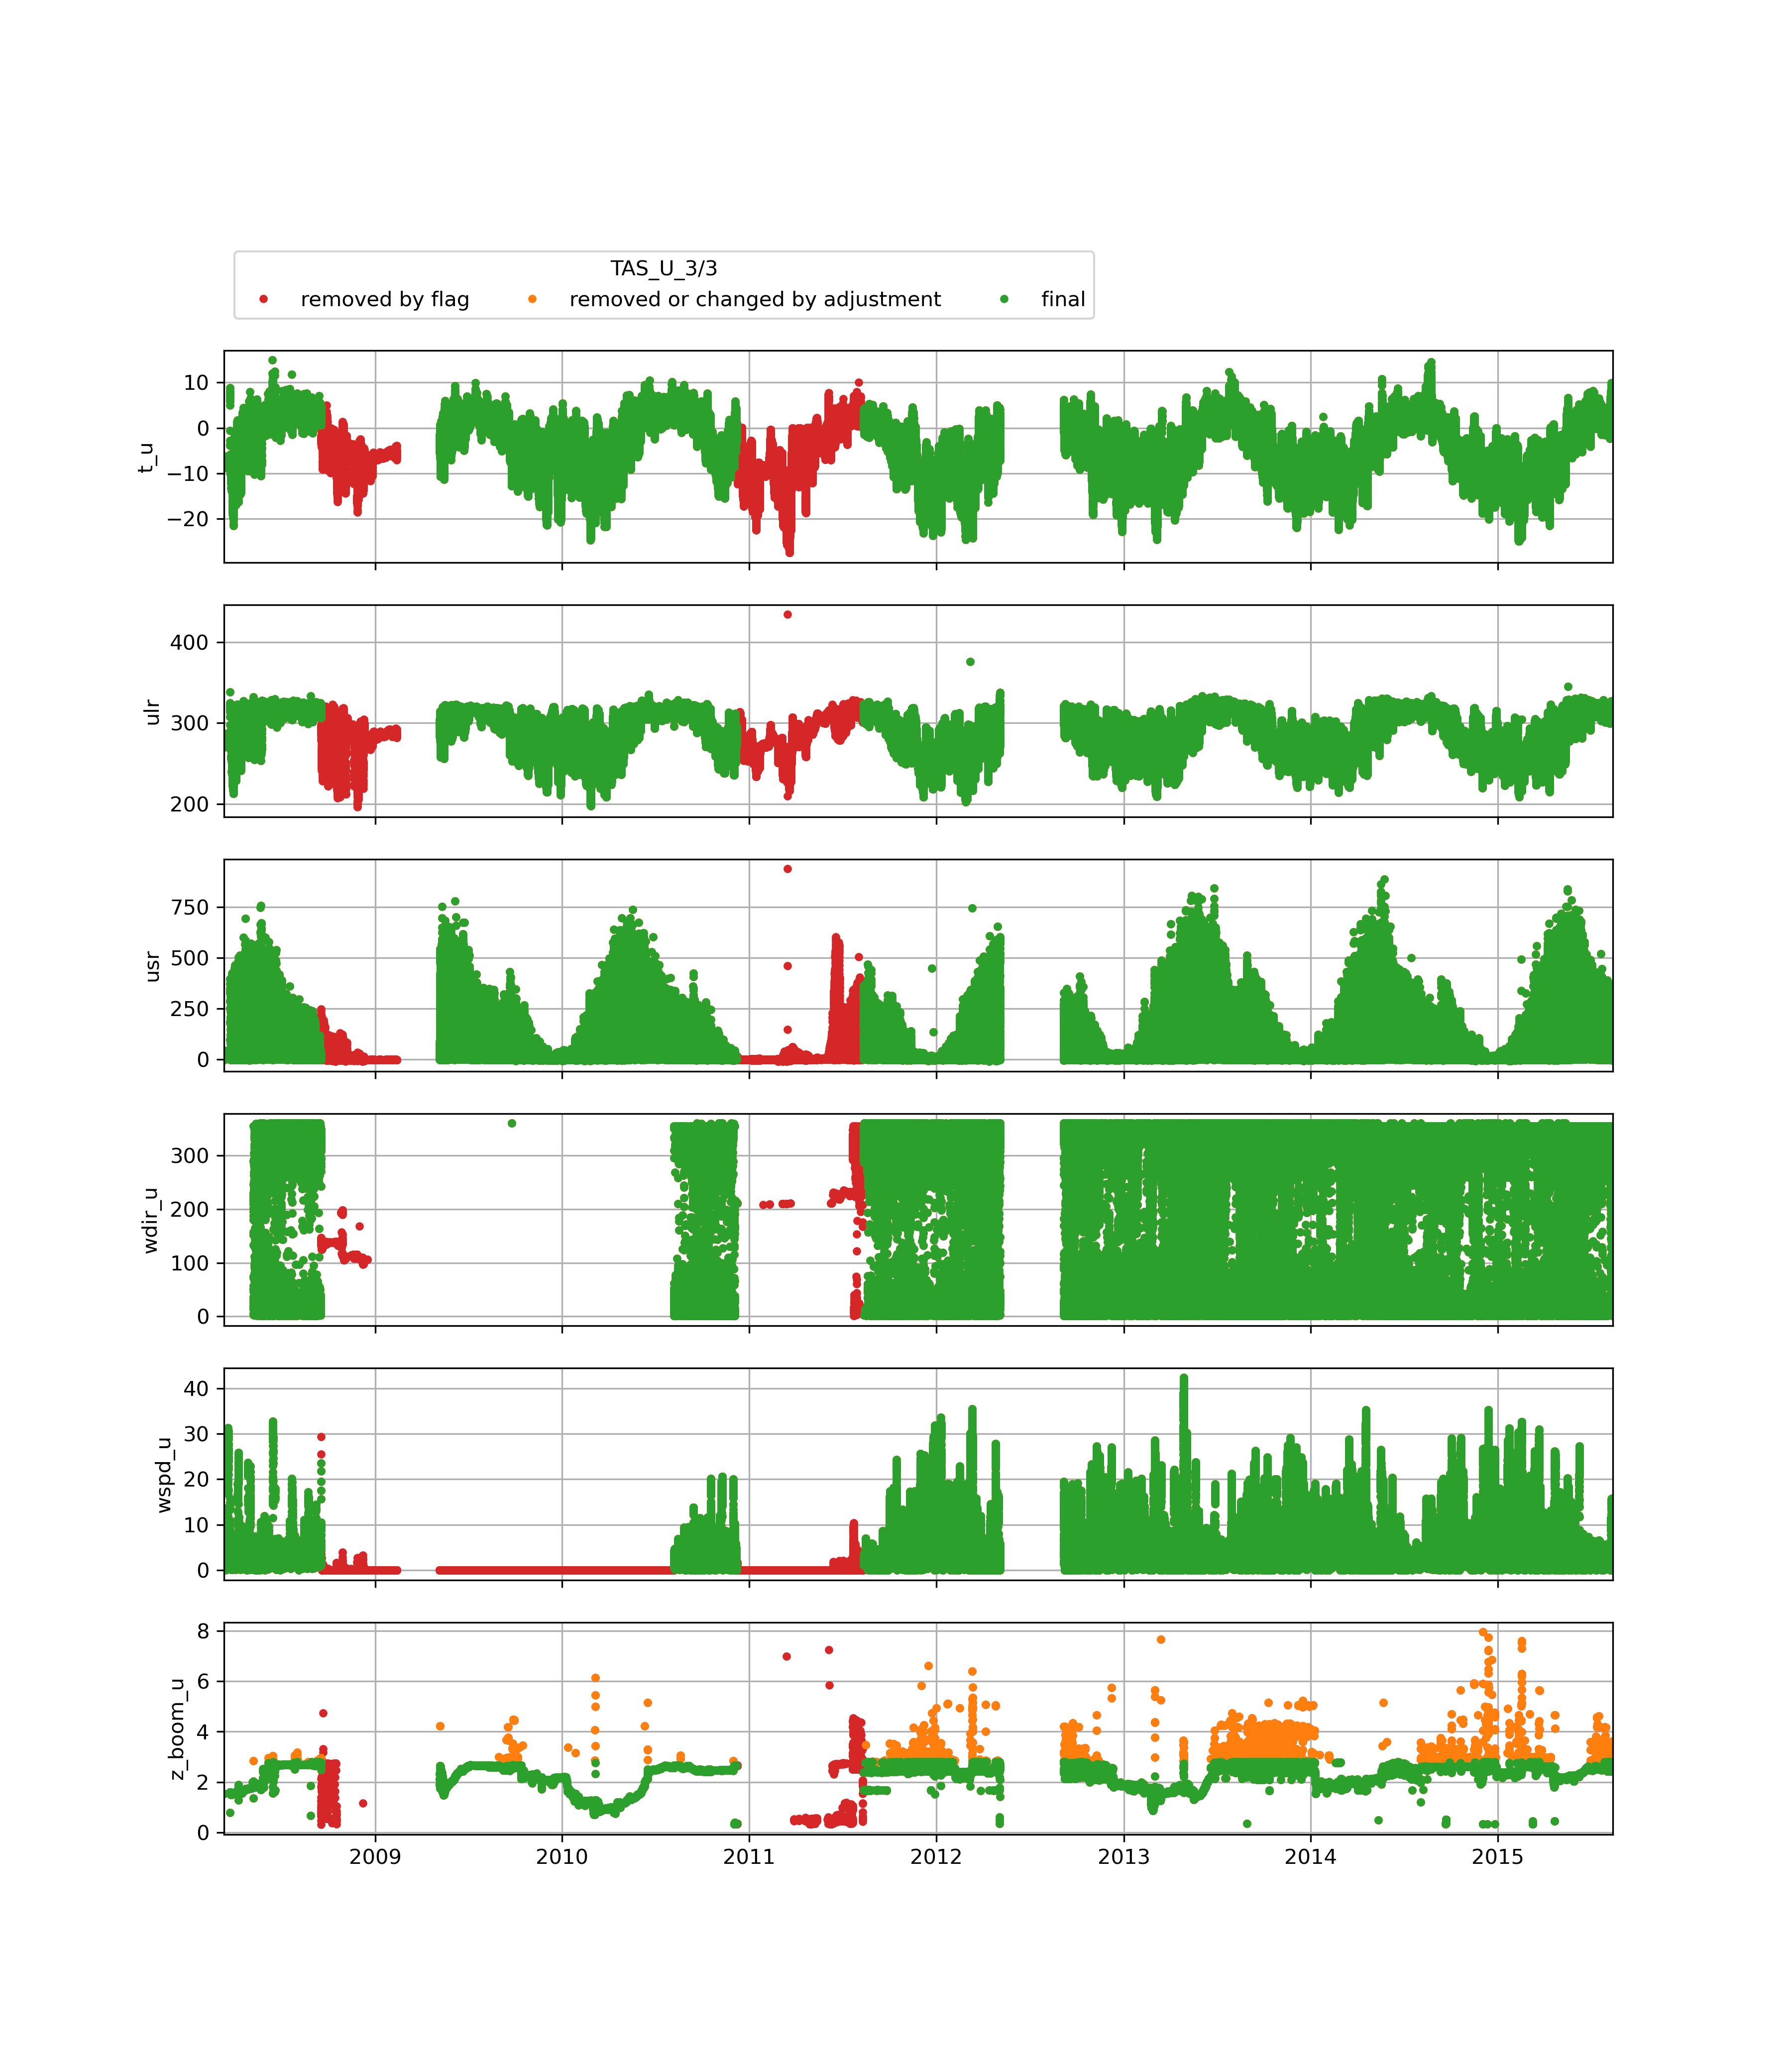 TAS_U_3/3
removed by flag removed or changed by adjustment final
10
0
−10
−20
t_u
400
300
200
ulr
750
500
250
0
usr
300
200
100
0
wdir_u
40
30
20
10
0
wspd_u
8
6
4
2
0
z_boom_u
2009 2010 2011 2012 2013 2014 2015